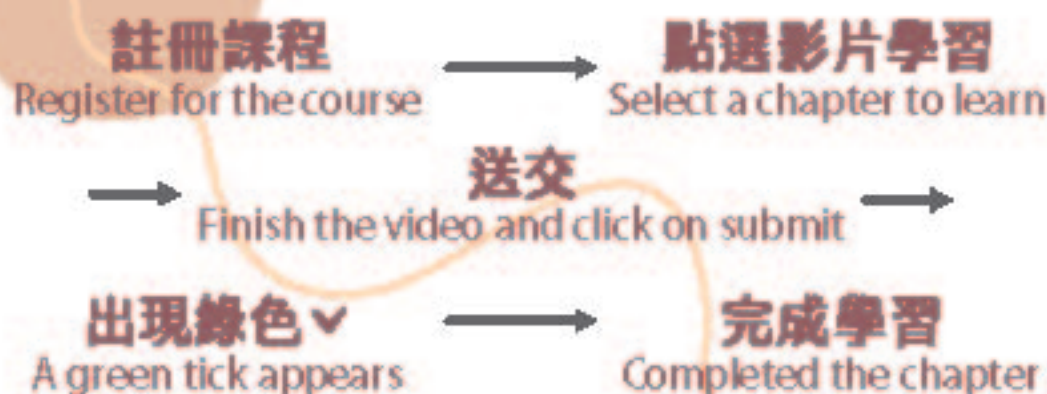 註冊課程
Register for the course
點選影片學習
Select a chapter to learn
送交
Finish the video and click on submit
出現綠色✓
A green tick appears
完成學習
Completed the chapter